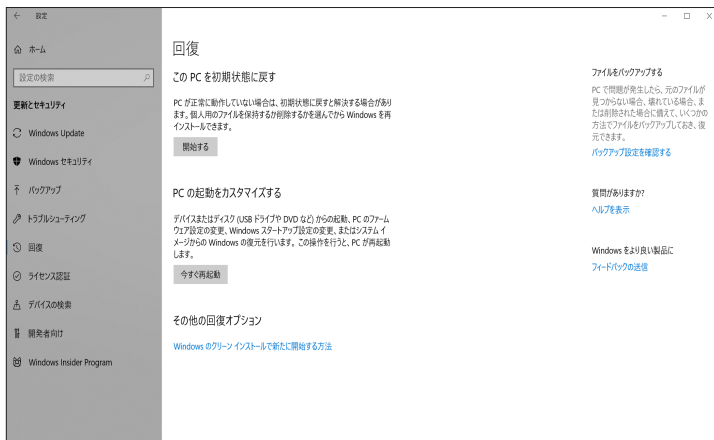 設定
ホーム
設定の検索
更新とセキュリティ
Windows Update
Windows セキュリティ
バックアップ
トラブルシューティング
回復
ライセンス認証
デバイスの検索
開発者向け
Windows Insider Program
回復
この PC を初期状態に戻す
PC が正常に動作していない場合は、初期状態に戻すと解決する場合があり
ます。個人用のファイルを保持するか削除するかを選んでから Windows を再
インストールできます。
開始する
PC の起動をカスタマイズする
デバイスまたはディスク (USB ドライブや DVD など) からの起動、PC のファーム
ウェア設定の変更、Windows スタートアップ設定の変更、またはシステム イ
メージからの Windows の復元を行います。この操作を行うと、PC が再起動
します。
今すぐ再起動
その他の回復オプション
Windows のクリーン インストールで新たに開始する方法
ファイルをバックアップする
PC で問題が発生したら、元のファイルが
見つからない場合、壊れている場合、ま
たは削除された場合に備えて、いくつかの
方法でファイルをバックアップしておき、復
元できます。
バックアップ設定を確認する
質問がありますか?
ヘルプを表示
Windows をより良い製品に
フィードバックの送信